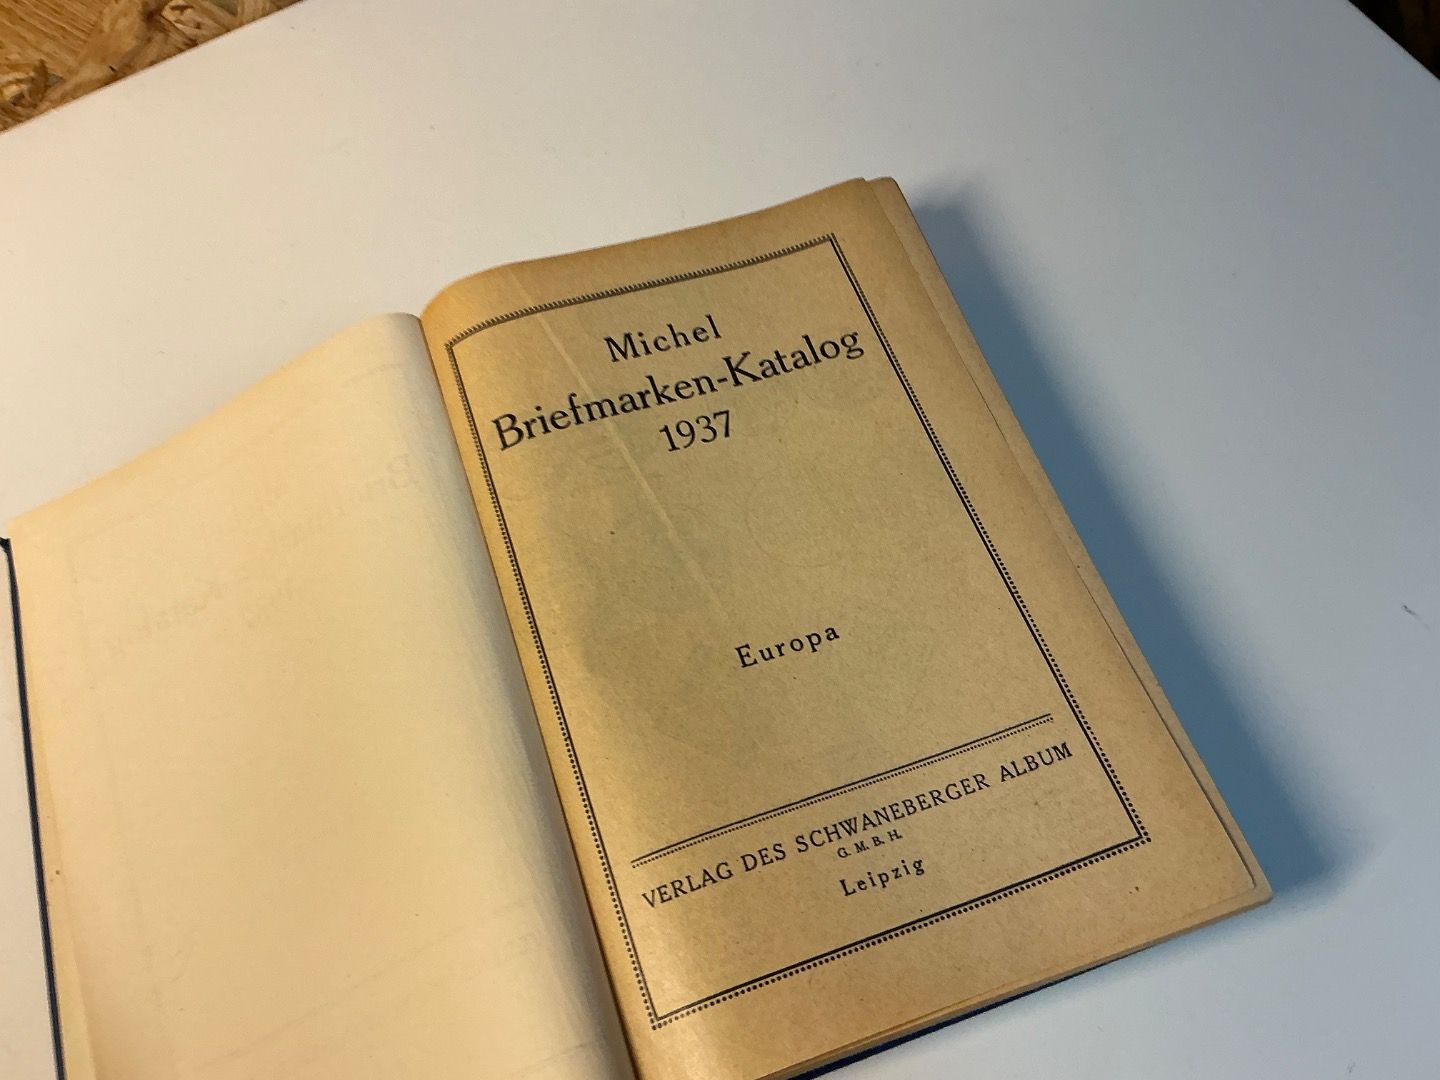 Michel
Briefmarken-Katalog
1937
Europa
VERLAG DES SCHWANEBERGER ALBUM
G. M. B. H.
Leipzig